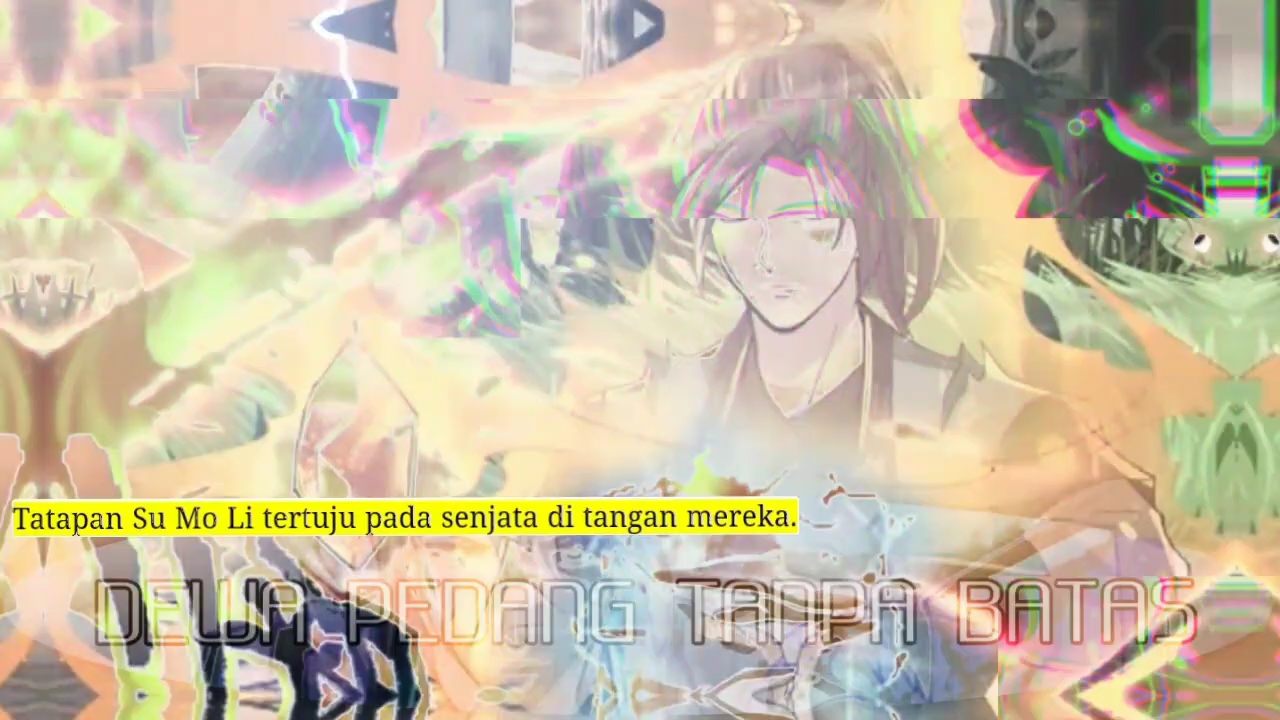 Tatapan Su Mo Li tertuju pada senjata di tangan mereka.
DEWA PEDANG TANPA BATAS